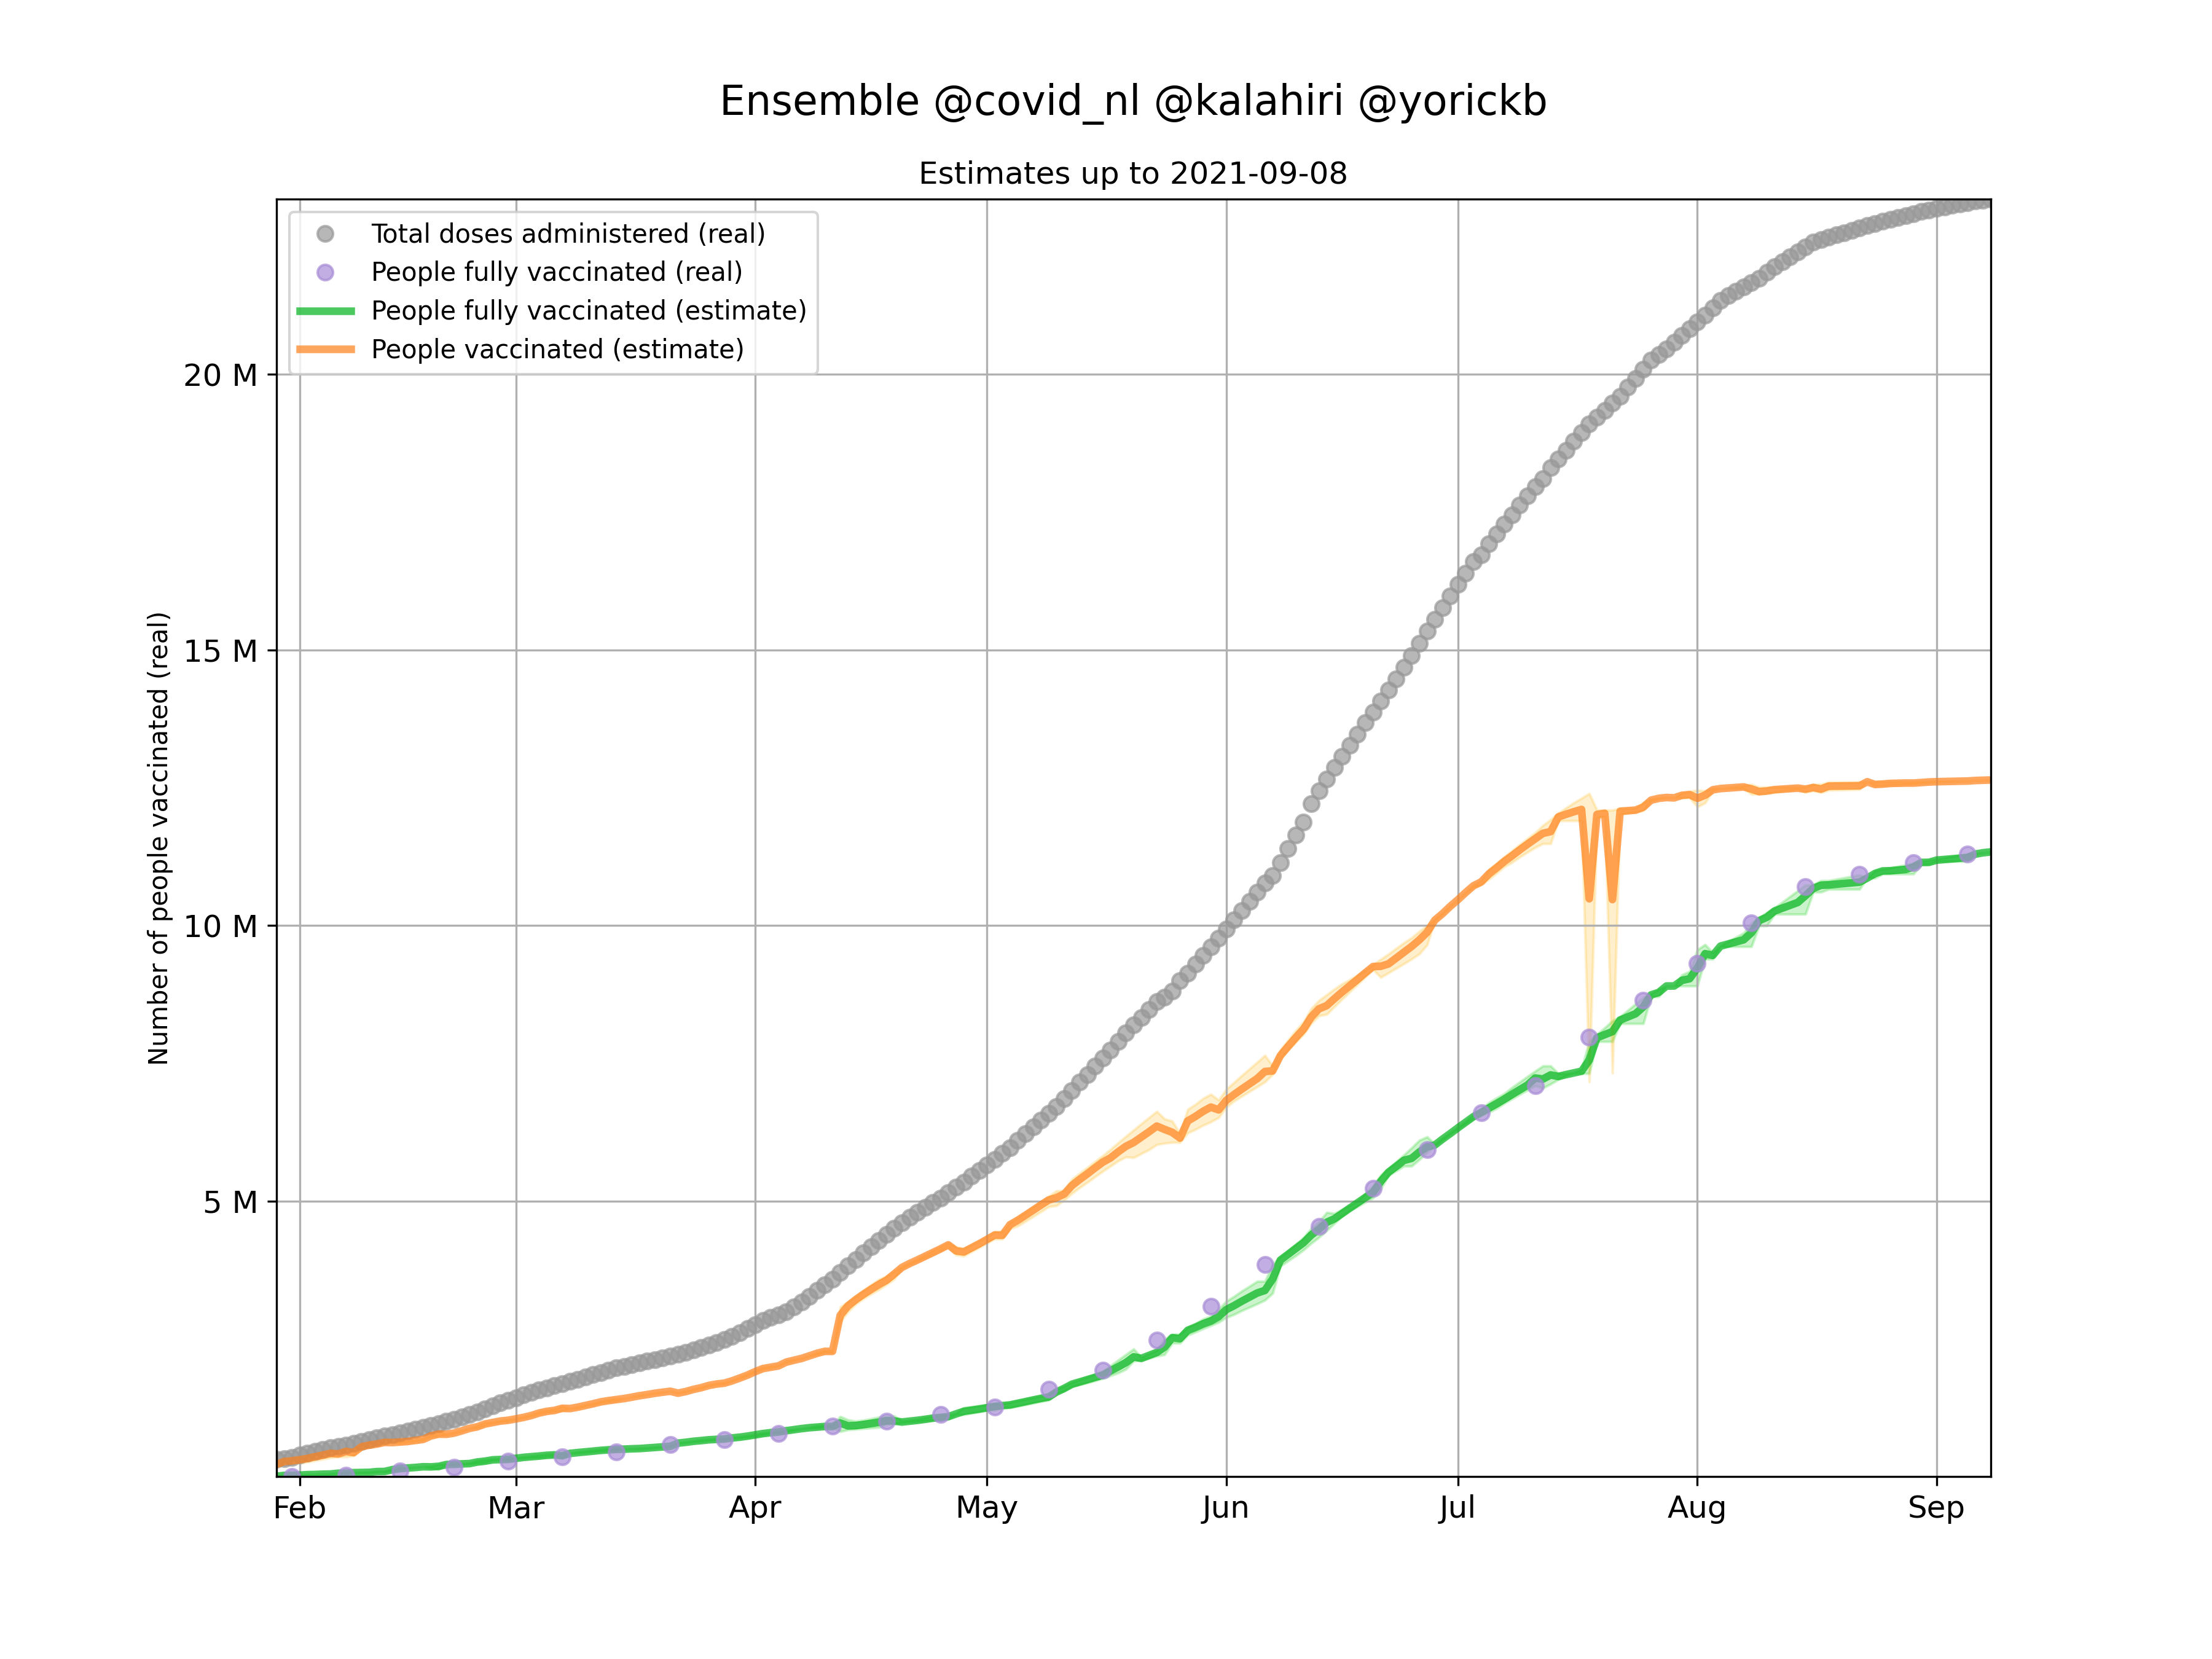 Ensemble @covid_nl @kalahiri @yorickb
Estimates up to 2021-09-08
Total doses administered (real)
People fully vaccinated (real)
People fully vaccinated (estimate)
People vaccinated (estimate)
Number of people vaccinated (real)
20 M
15 M
10 M
5 M
Feb
Mar
Apr
May
Jun
Jul
Aug
Sep